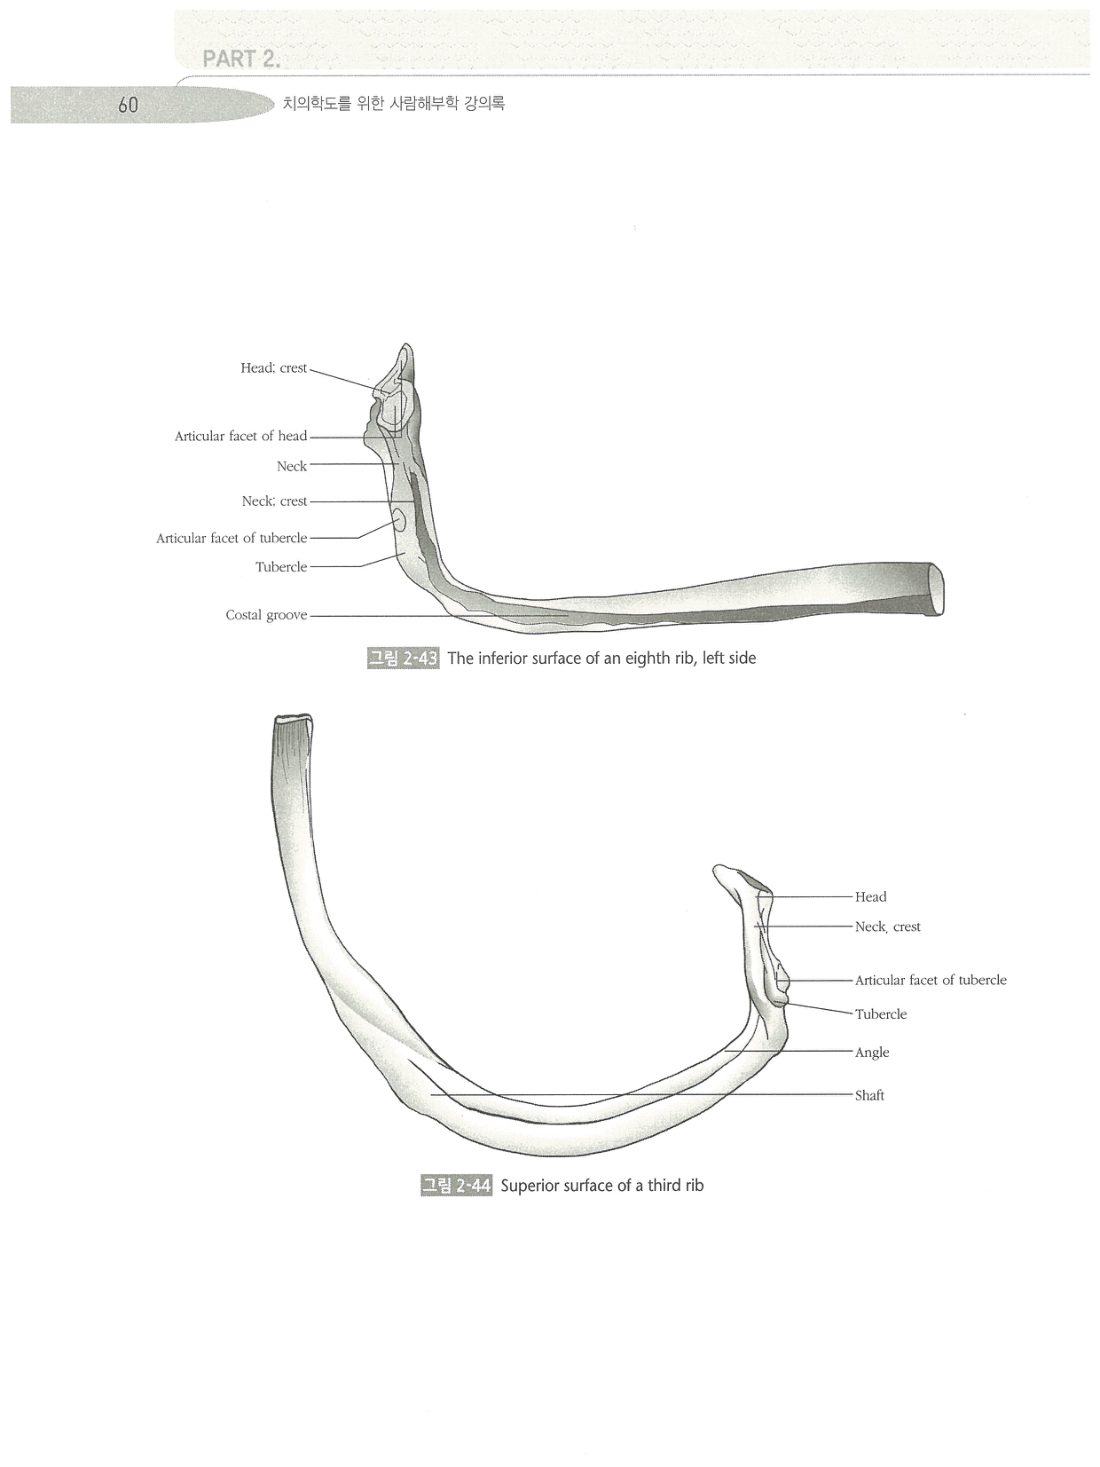 PART 2.
60
치의학도를 위한 사람해부학 강의록
Head: crest
Articular facet of head
Neck
Neck: crest
Articular facet of tubercle
Tubercle
Costal groove
그림 2-43 The inferior surface of an eighth rib, left side
Head
Neck, crest
Articular facet of tubercle
Tubercle
Angle
Shaft
그림 2-44 Superior surface of a third rib